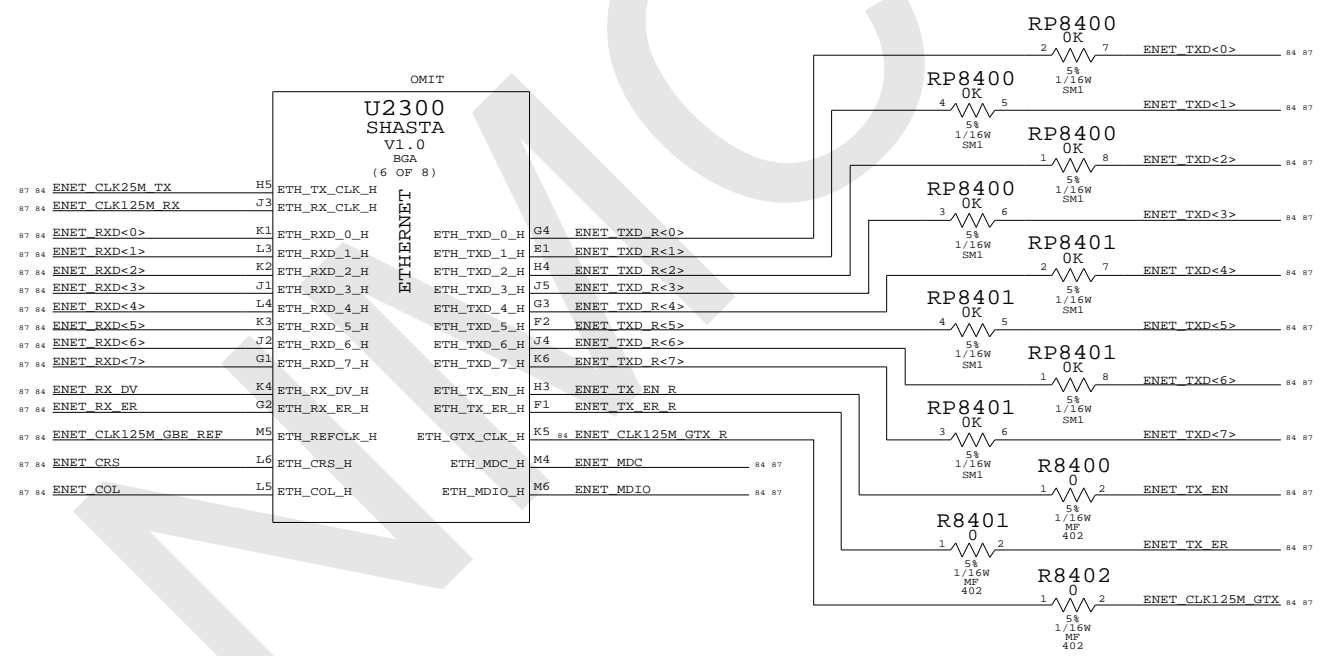 OMIT
U2300
SHASTA
V1.0
BGA
(6 OF 8)
ETHERNET
87 84 ENET_CLK25M_TX H5 ETH_TX_CLK_H
87 84 ENET_CLK125M_RX J3 ETH_RX_CLK_H
87 84 ENET_RXD<0> K1 ETH_RXD_0_H
87 84 ENET_RXD<1> L3 ETH_RXD_1_H
87 84 ENET_RXD<2> K2 ETH_RXD_2_H
87 84 ENET_RXD<3> J1 ETH_RXD_3_H
87 84 ENET_RXD<4> L4 ETH_RXD_4_H
87 84 ENET_RXD<5> K3 ETH_RXD_5_H
87 84 ENET_RXD<6> J2 ETH_RXD_6_H
87 84 ENET_RXD<7> G1 ETH_RXD_7_H
87 84 ENET_RX_DV K4 ETH_RX_DV_H
87 84 ENET_RX_ER G2 ETH_RX_ER_H
87 84 ENET_CLK125M_GBE_REF M5 ETH_REFCLK_H
87 84 ENET_CRS L6 ETH_CRS_H
87 84 ENET_COL L5 ETH_COL_H
ETH_TXD_0_H G4 ENET_TXD_R<0>
ETH_TXD_1_H E1 ENET_TXD_R<1>
ETH_TXD_2_H H4 ENET_TXD_R<2>
ETH_TXD_3_H J5 ENET_TXD_R<3>
ETH_TXD_4_H G3 ENET_TXD_R<4>
ETH_TXD_5_H F2 ENET_TXD_R<5>
ETH_TXD_6_H J4 ENET_TXD_R<6>
ETH_TXD_7_H K6 ENET_TXD_R<7>
ETH_TX_EN_H H3 ENET_TX_EN_R
ETH_TX_ER_H F1 ENET_TX_ER_R
ETH_GTX_CLK_H K5 84 ENET_CLK125M_GTX_R
ETH_MDC_H M4 ENET_MDC 84 87
ETH_MDIO_H M6 ENET_MDIO 84 87
RP8400
0K
2 7 ENET_TXD<0> 84 87
5%
1/16W
SM1
RP8400
0K
4 5 ENET_TXD<1> 84 87
5%
1/16W
SM1
RP8400
0K
1 8 ENET_TXD<2> 84 87
5%
1/16W
SM1
RP8400
0K
3 6 ENET_TXD<3> 84 87
5%
1/16W
SM1
RP8401
0K
2 7 ENET_TXD<4> 84 87
5%
1/16W
SM1
RP8401
0K
4 5 ENET_TXD<5> 84 87
5%
1/16W
SM1
RP8401
0K
1 8 ENET_TXD<6> 84 87
5%
1/16W
SM1
RP8401
0K
3 6 ENET_TXD<7> 84 87
5%
1/16W
SM1
R8400
0
1 2 ENET_TX_EN 84 87
5%
1/16W
MF
402
R8401
0
1 2 ENET_TX_ER 84 87
5%
1/16W
MF
402
R8402
0
1 2 ENET_CLK125M_GTX 84 87
5%
1/16W
MF
402